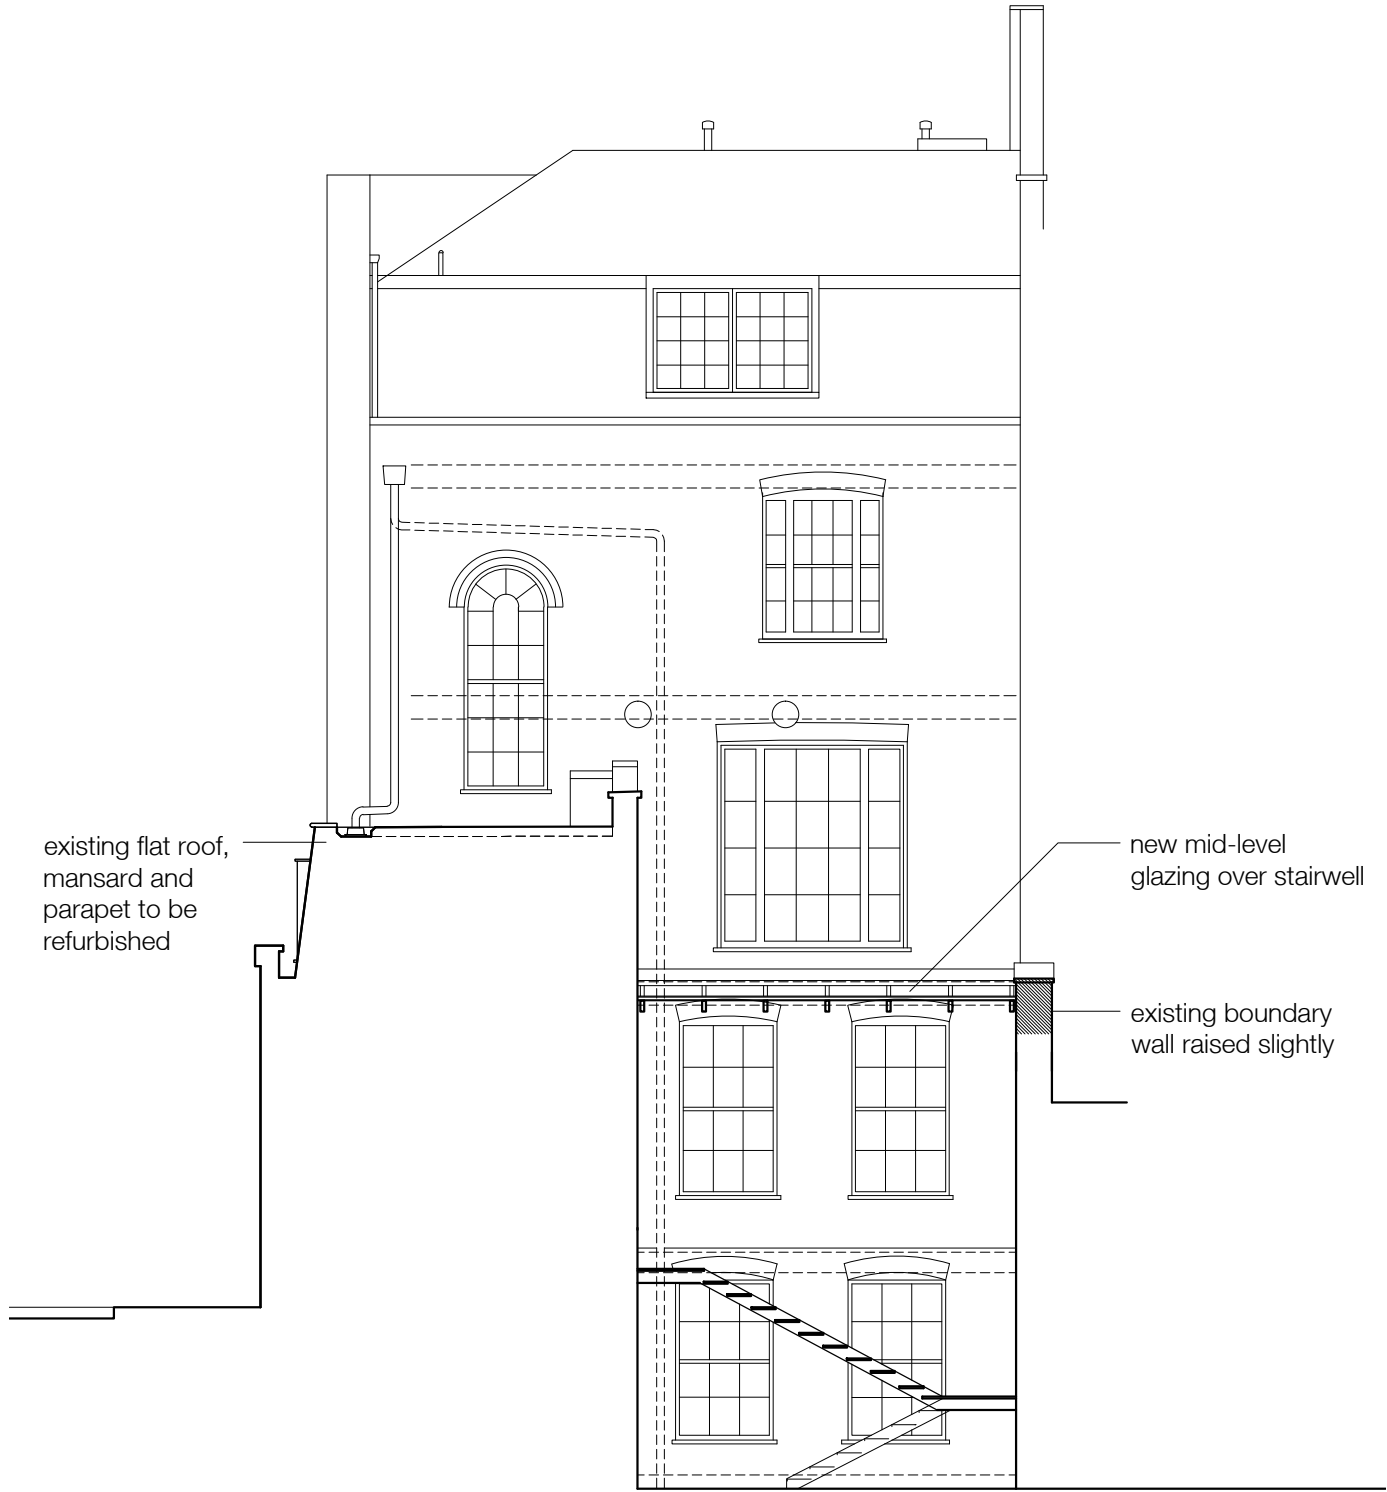 existing flat roof,
mansard and
parapet to be
refurbished
new mid-level
glazing over stairwell
existing boundary
wall raised slightly